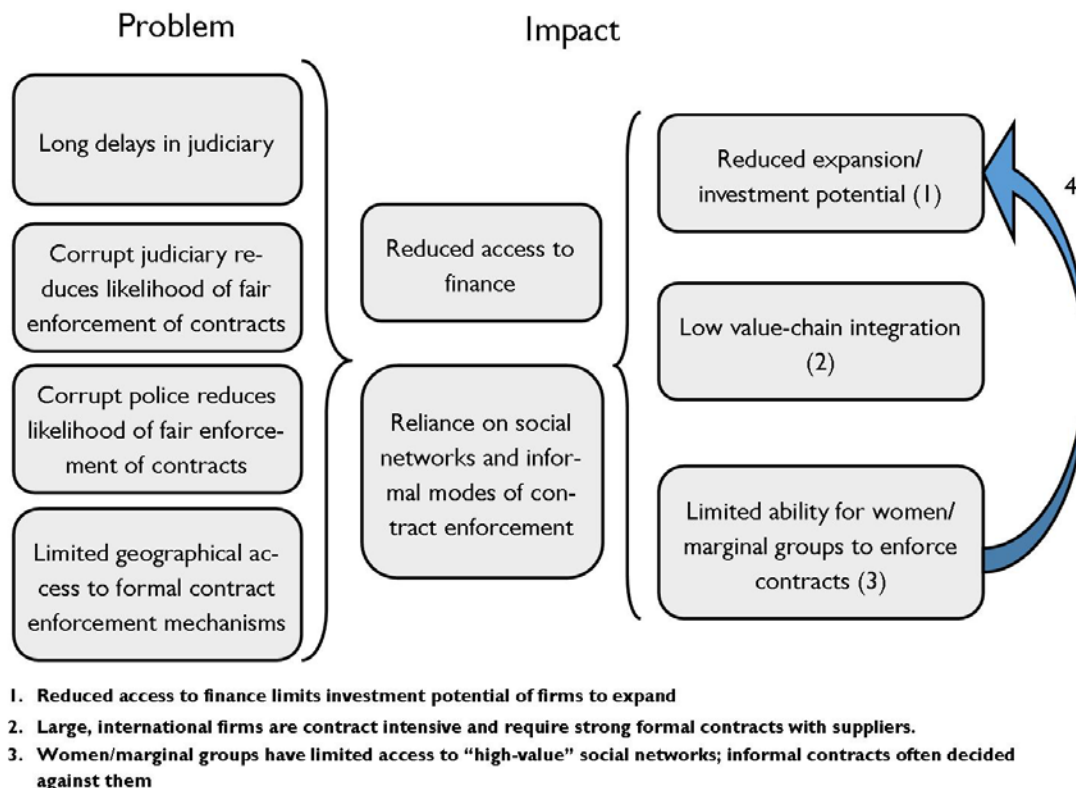 Problem
Impact
Long delays in judiciary
Corrupt judiciary re-
duces likelihood of fair
enforcement of contracts
Corrupt police reduces
likelihood of fair enforce-
ment of contracts
Limited geographical ac-
cess to formal contract
enforcement mechanisms
Reduced access to
finance
Reliance on social
networks and infor-
mal modes of con-
tract enforcement
Reduced expansion/
investment potential (1)
Low value-chain integration
(2)
Limited ability for women/
marginal groups to enforce
contracts (3)
4
1. Reduced access to finance limits investment potential of firms to expand
2. Large, international firms are contract intensive and require strong formal contracts with suppliers.
3. Women/marginal groups have limited access to “high-value” social networks; informal contracts often decided
against them